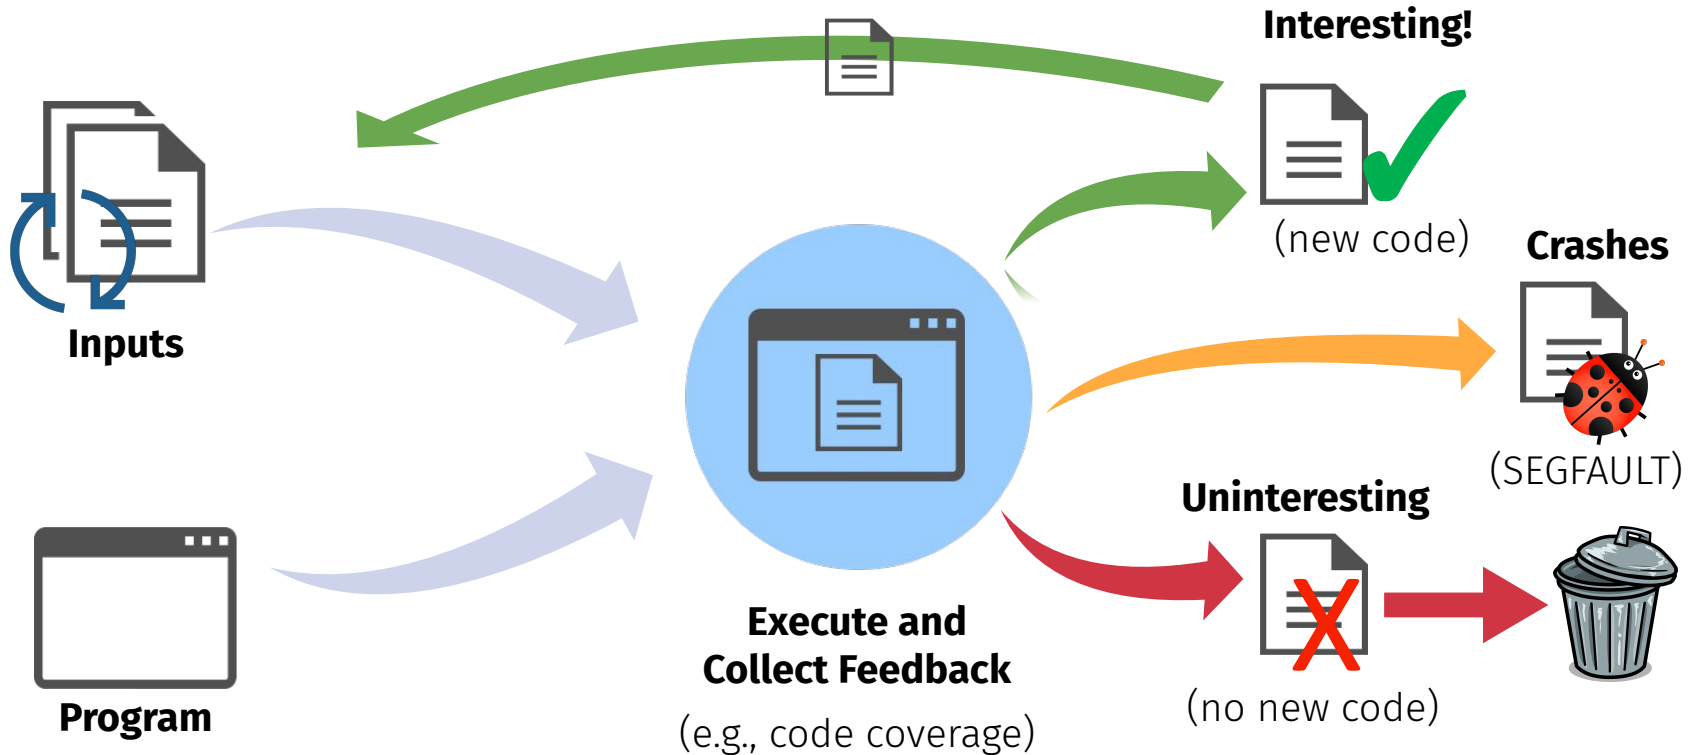 Interesting!
(new code)
Crashes
(SEGFAULT)
Inputs
Uninteresting
(no new code)
Execute and
Collect Feedback
(e.g., code coverage)
Program